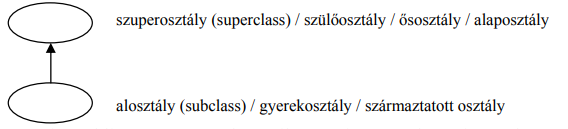 szuperosztály (superclass) / szülőosztály / ősosztály / alaposztály
alosztály (subclass) / gyerekosztály / származtatott osztály